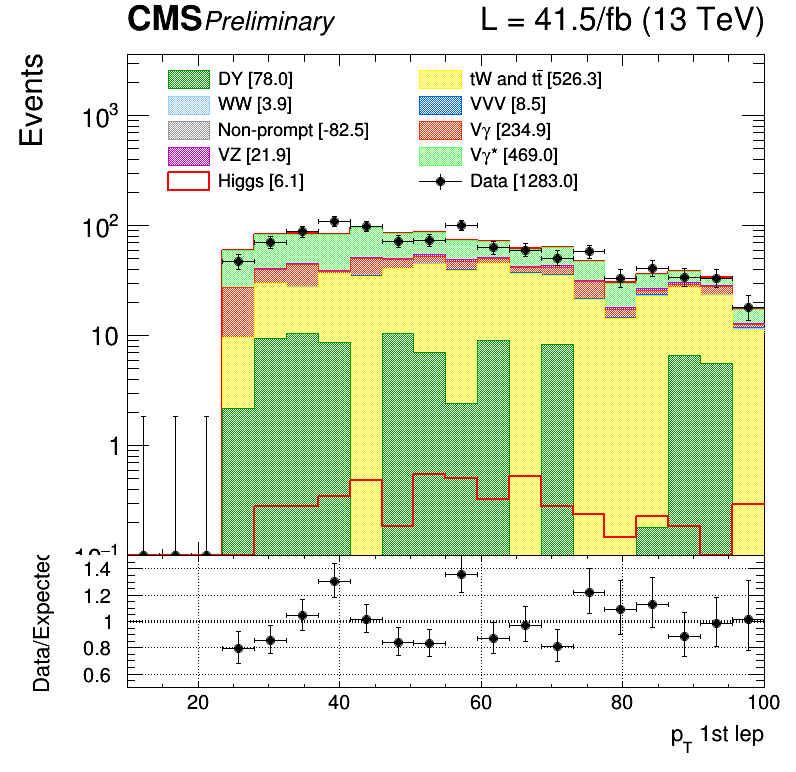 CMS Preliminary L = 41.5/fb (13 TeV)
Events
DY [78.0] tW and tt̄ [526.3]
WW [3.9] VVV [8.5]
Non-prompt [-82.5] Vγ [234.9]
VZ [21.9] Vγ* [469.0]
Higgs [6.1] Data [1283.0]
10³
10²
10
1
10⁻¹
Data/Expected
1.4
1.2
1
0.8
0.6
20 40 60 80 100
p_T 1st lep